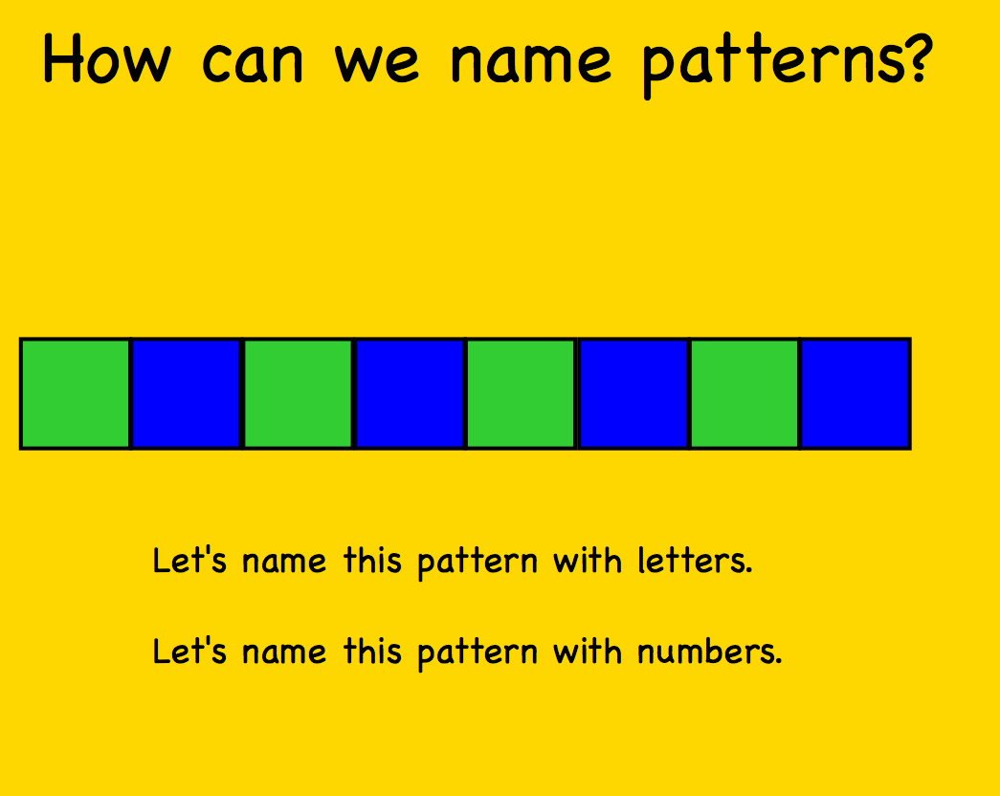 How can we name patterns?
Let's name this pattern with letters.
Let's name this pattern with numbers.